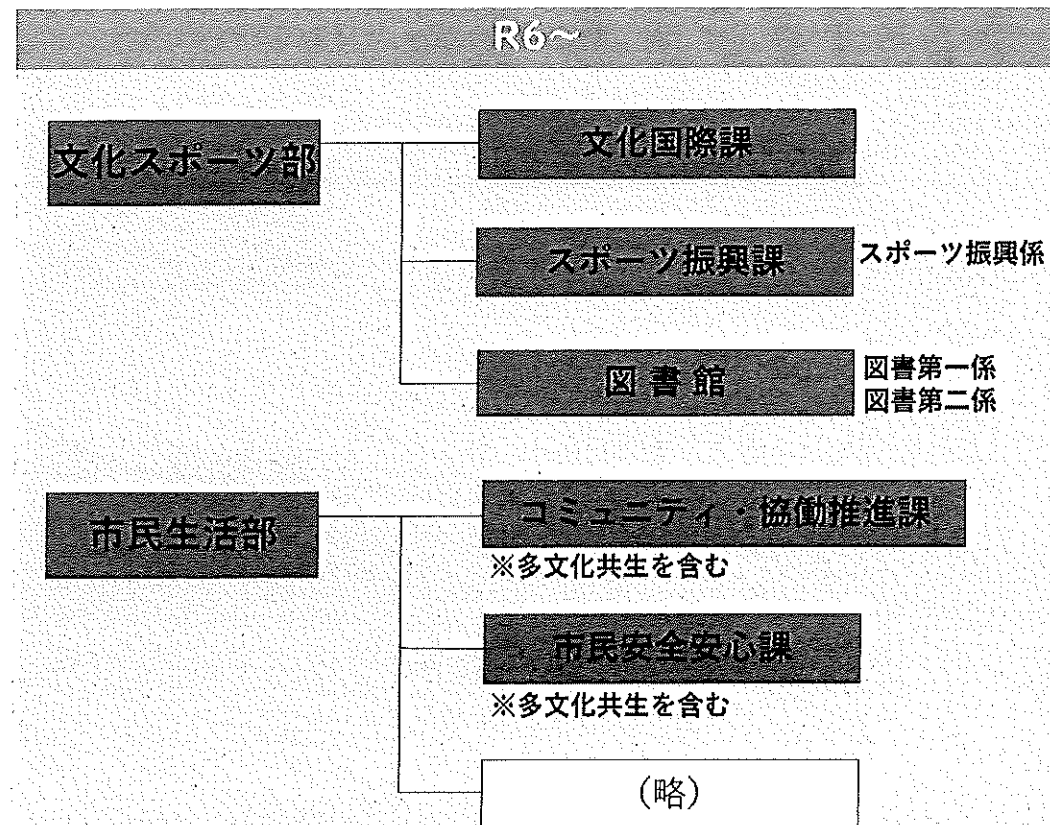 R6～
文化スポーツ部
文化国際課
スポーツ振興課
スポーツ振興係
図書館
図書第一係
図書第二係
市民生活部
コミュニティ・協働推進課
※多文化共生を含む
市民安全安心課
※多文化共生を含む
（略）